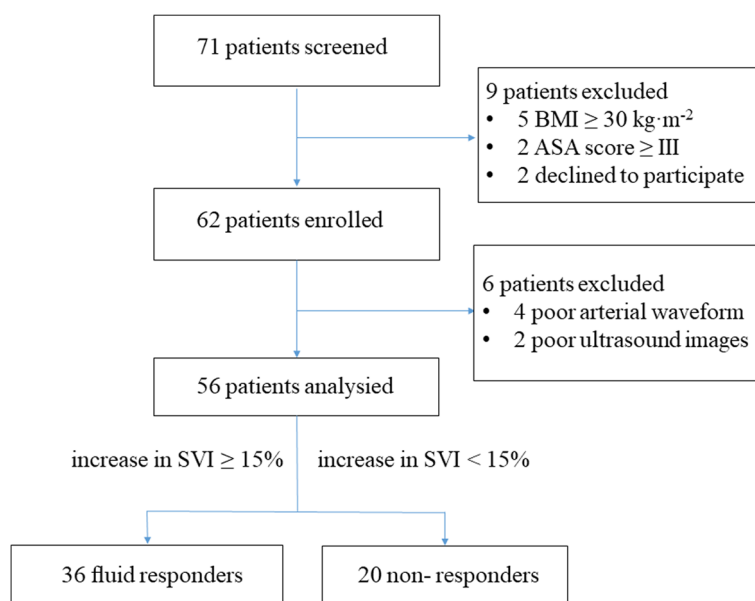 71 patients screened
9 patients excluded
• 5 BMI ≥ 30 kg·m⁻²
• 2 ASA score ≥ III
• 2 declined to participate
62 patients enrolled
6 patients excluded
• 4 poor arterial waveform
• 2 poor ultrasound images
56 patients analysied
increase in SVI ≥ 15%
increase in SVI < 15%
36 fluid responders
20 non- responders